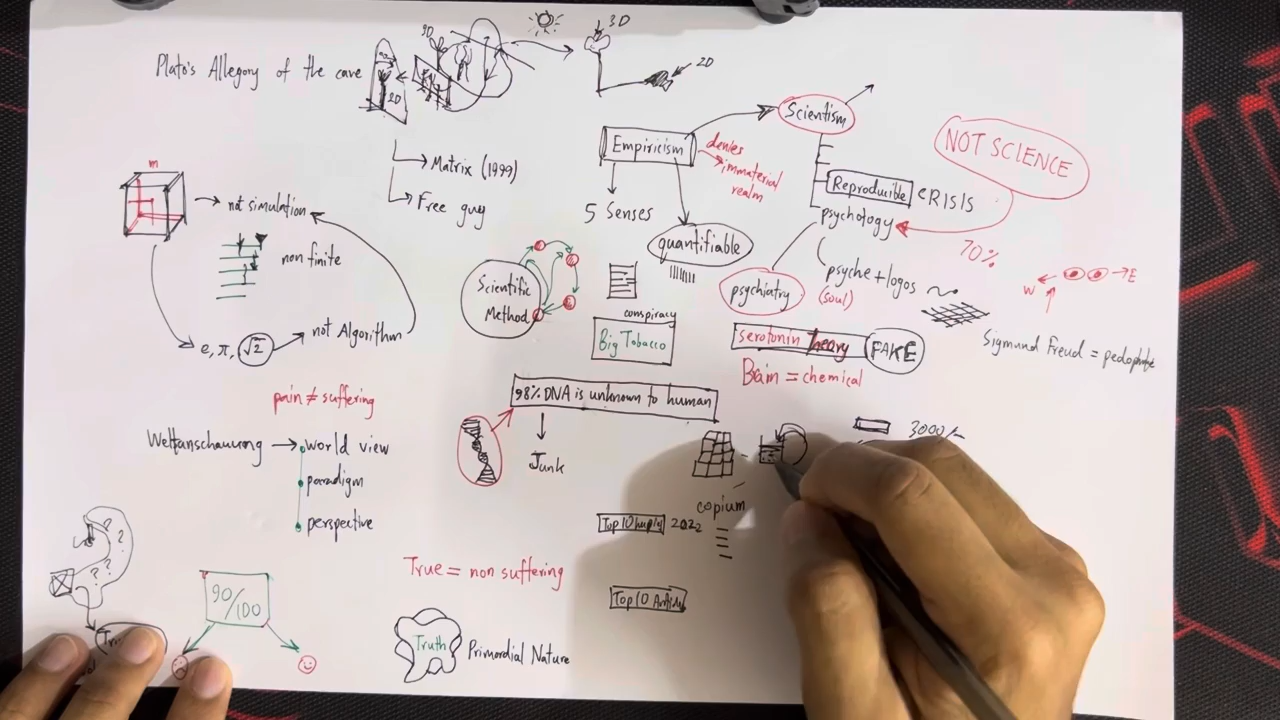 Plato's Allegory of the cave
3D
2D
3D
2D
Matrix (1999)
Free guy
Empiricism
denies
immaterial
realm
5 Senses
quantifiable
Scientism
Reproducible CRISIS
psychology
NOT SCIENCE
70%
psychiatry
psyche + logos
(soul)
W
E
Sigmund Freud = pedophile
m
not simulation
non finite
e, π, √2
not Algorithm
Scientific
Method
conspiracy
Big Tobacco
serotonin Theory
FAKE
Brain = chemical
pain ≠ suffering
Weltanschauung
world view
paradigm
perspective
98% DNA is unknown to human
Junk
3000/-
copium
Top 10 2022
Top 10
? ? ?
90/100
True = non suffering
Truth
Primordial Nature